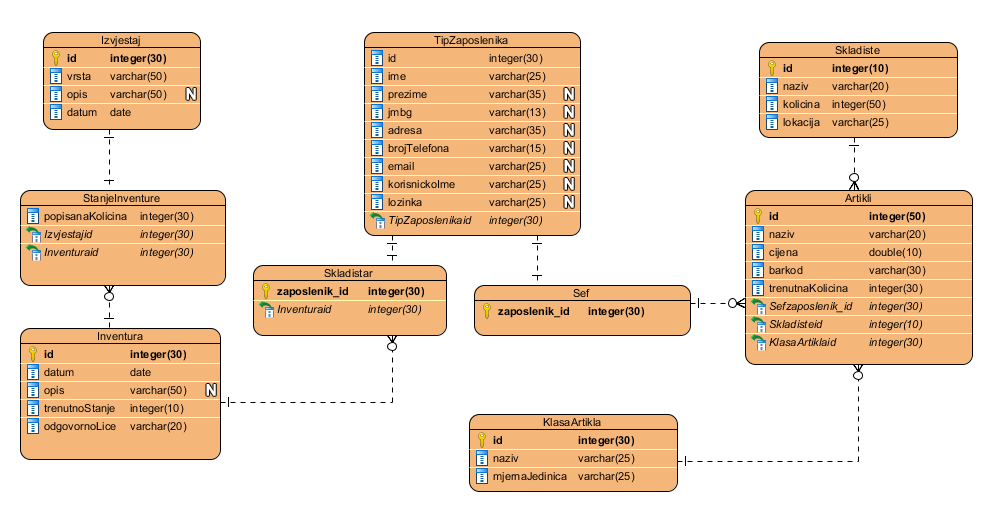 Izvjestaj
id integer(30)
vrsta varchar(50)
opis varchar(50) N
datum date
StanjeInventure
popisanaKolicina integer(30)
Izvjestajid integer(30)
Inventuraid integer(30)
Inventura
id integer(30)
datum date
opis varchar(50) N
trenutnoStanje integer(10)
odgovornoLice varchar(20)
TipZaposlenika
id integer(30)
ime varchar(25)
prezime varchar(35) N
jmbg varchar(13) N
adresa varchar(35) N
brojTelefona varchar(15) N
email varchar(25) N
korisnickoIme varchar(25) N
lozinka varchar(25) N
TipZaposlenikaid integer(30)
Skladistar
zaposlenik_id integer(30)
Inventuraid integer(30)
Sef
zaposlenik_id integer(30)
KlasaArtikla
id integer(30)
naziv varchar(25)
mjernaJedinica varchar(25)
Skladiste
id integer(10)
naziv varchar(20)
kolicina integer(50)
lokacija varchar(25)
Artikli
id integer(50)
naziv varchar(20)
cijena double(10)
barkod varchar(30)
trenutnaKolicina integer(30)
Sefzaposlenik_id integer(30)
Skladisteid integer(10)
KlasaArtiklaid integer(30)